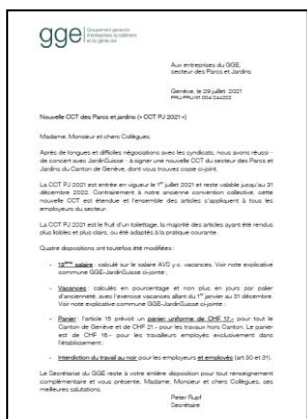 gge
Groupement genevois
d'entreprises du bâtiment
et du génie civil
Aux entreprises du GGE,
secteur des Parcs et Jardins
Genève, le 29 juillet 2021
Nouvelle CCT des Parcs et jardins (« CCT PJ 2021 »)
Madame, Monsieur et chers Collègues,
Après de longues et difficiles négociations avec les syndicats, nous avons réussi -
de concert avec JardinSuisse - à signer une nouvelle CCT du secteur des Parcs et
Jardins du Canton de Genève, dont vous trouvez copie ci-joint.
La CCT PJ 2021 est entrée en vigueur le 1er juillet 2021 et reste valable jusqu'au 31
décembre 2022. Contrairement à notre ancienne convention collective, cette
nouvelle CCT est étendue et l'ensemble des articles s'appliquent à tous les
employeurs du secteur.
La CCT PJ 2021 est le fruit d'un toilettage, la majorité des articles ayant été rendus
plus lisibles et plus clairs, ou été adaptés à la pratique courante.
Quatre dispositions ont toutefois été modifiées :
- 13ème salaire : calculé sur le salaire AVS y.c. vacances. Voir note explicative
commune GGE-JardinSuisse ci-jointe ;
- Vacances : calculés en pourcentage et non plus en jours par palier
d'ancienneté, avec l'exercice vacances allant du 1er janvier au 31 décembre.
Voir note explicative commune GGE-JardinSuisse ci-jointe ;
- Panier : l'article 18 prévoit un panier uniforme de CHF 17.- pour tout le
Canton de Genève et de CHF 21.- pour les travaux hors Canton. Le panier
est de CHF 16.- pour les travailleurs employés exclusivement dans
l'établissement ;
- Interdiction du travail au noir pour les employeurs et employés (art 30 et 31).
Le Secrétariat du GGE reste à votre entière disposition pour tout renseignement
complémentaire et vous présente, Madame, Monsieur et chers Collègues, ses
meilleures salutations.
Peter Rupf
Secrétaire